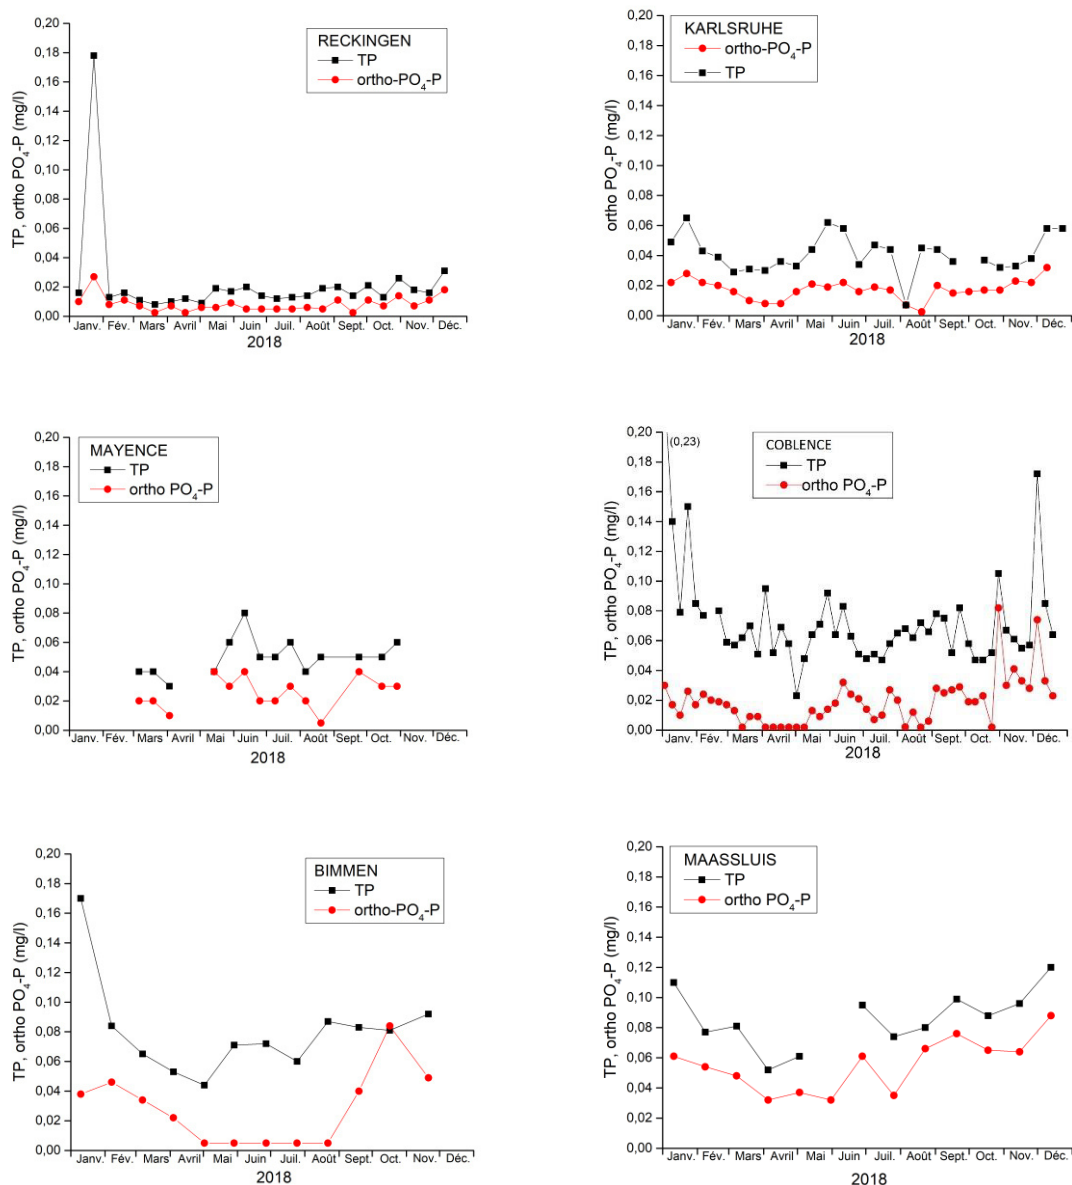 RECKINGEN
TP
ortho-PO₄-P
TP, ortho PO₄-P (mg/l)
0,20
0,18
0,16
0,14
0,12
0,10
0,08
0,06
0,04
0,02
0,00
Janv. Fév. Mars Avril Mai Juin Juil. Août Sept. Oct. Nov. Déc.
2018
KARLSRUHE
ortho-PO₄-P
TP
ortho PO₄-P (mg/l)
0,20
0,18
0,16
0,14
0,12
0,10
0,08
0,06
0,04
0,02
0,00
Janv. Fév. Mars Avril Mai Juin Juil. Août Sept. Oct. Nov. Déc.
2018
MAYENCE
TP
ortho PO₄-P
TP, ortho PO₄-P (mg/l)
0,20
0,18
0,16
0,14
0,12
0,10
0,08
0,06
0,04
0,02
0,00
Janv. Fév. Mars Avril Mai Juin Juil. Août Sept. Oct. Nov. Déc.
2018
COBLENCE
TP
ortho PO₄-P
(0,23)
TP, ortho PO₄-P (mg/l)
0,20
0,18
0,16
0,14
0,12
0,10
0,08
0,06
0,04
0,02
0,00
Janv. Fév. Mars Avril Mai Juin Juil. Août Sept. Oct. Nov. Déc.
2018
BIMMEN
TP
ortho-PO₄-P
TP, ortho PO₄-P (mg/l)
0,20
0,18
0,16
0,14
0,12
0,10
0,08
0,06
0,04
0,02
0,00
Janv. Fév. Mars Avril Mai Juin Juil. Août Sept. Oct. Nov. Déc.
2018
MAASSLUIS
TP
ortho PO₄-P
TP, ortho PO₄-P (mg/l)
0,20
0,18
0,16
0,14
0,12
0,10
0,08
0,06
0,04
0,02
0,00
Janv. Fév. Mars Avril Mai Juin Juil. Août Sept. Oct. Nov. Déc.
2018